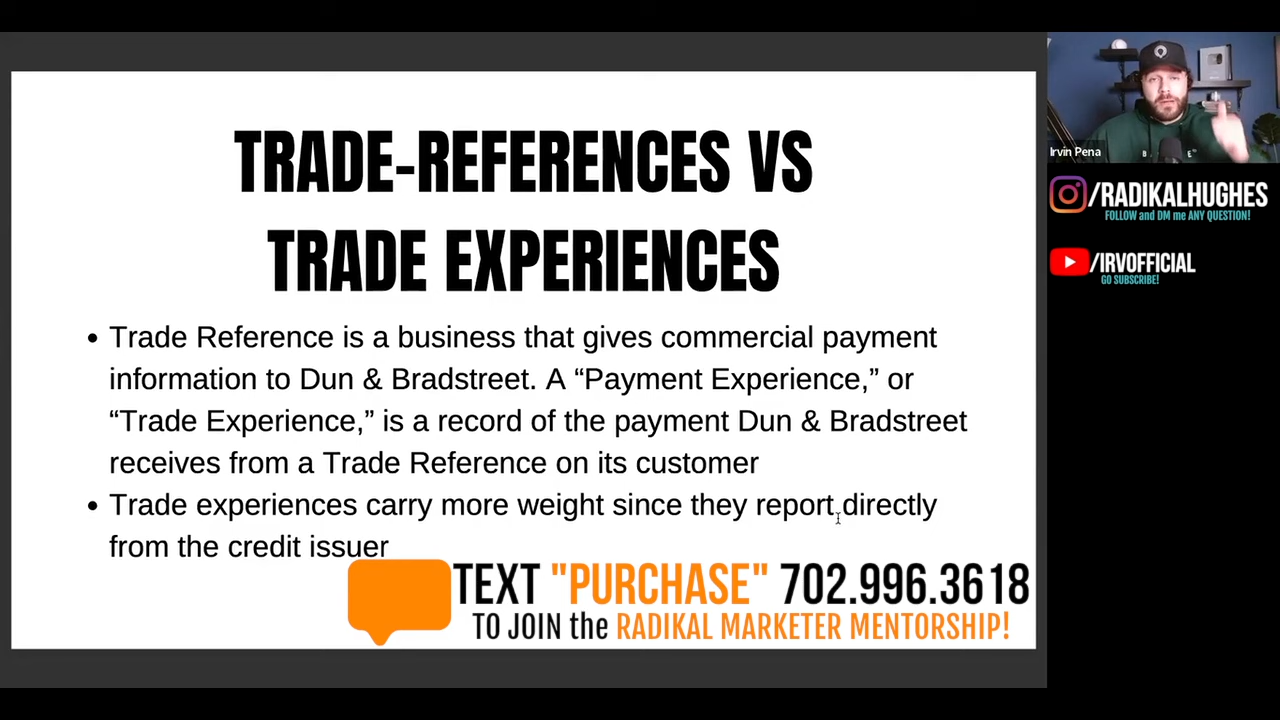 TRADE-REFERENCES VS
TRADE EXPERIENCES
• Trade Reference is a business that gives commercial payment
information to Dun & Bradstreet. A “Payment Experience,” or
“Trade Experience,” is a record of the payment Dun & Bradstreet
receives from a Trade Reference on its customer
• Trade experiences carry more weight since they report directly
from the credit issuer
TEXT "PURCHASE" 702.996.3618
TO JOIN the RADIKAL MARKETER MENTORSHIP!
Irvin Pena
/RADIKALHUGHES
FOLLOW and DM me ANY QUESTION!
/IRVOFFICIAL
GO SUBSCRIBE!